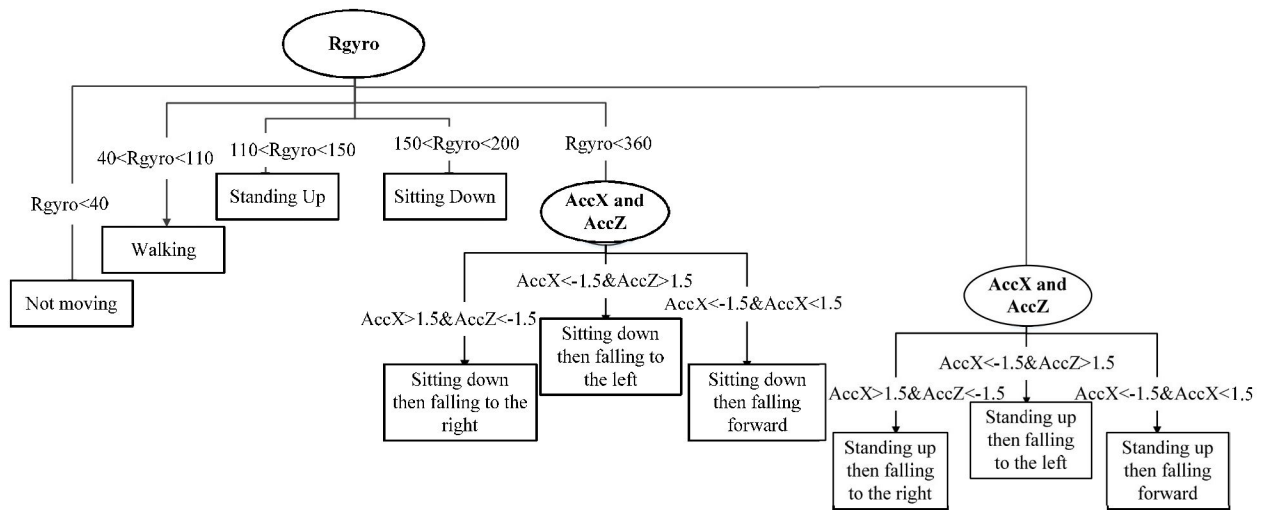 Rgyro
Rgyro<40
40<Rgyro<110
110<Rgyro<150
150<Rgyro<200
Rgyro<360
Not moving
Walking
Standing Up
Sitting Down
AccX and
AccZ
AccX>1.5&AccZ<-1.5
AccX<-1.5&AccZ>1.5
AccX<-1.5&AccX<1.5
Sitting down
then falling to the
right
Sitting down
then falling to
the left
Sitting down
then falling
forward
AccX and
AccZ
AccX>1.5&AccZ<-1.5
AccX<-1.5&AccZ>1.5
AccX<-1.5&AccX<1.5
Standing up
then falling
to the right
Standing up
then falling
to the left
Standing up
then falling
forward